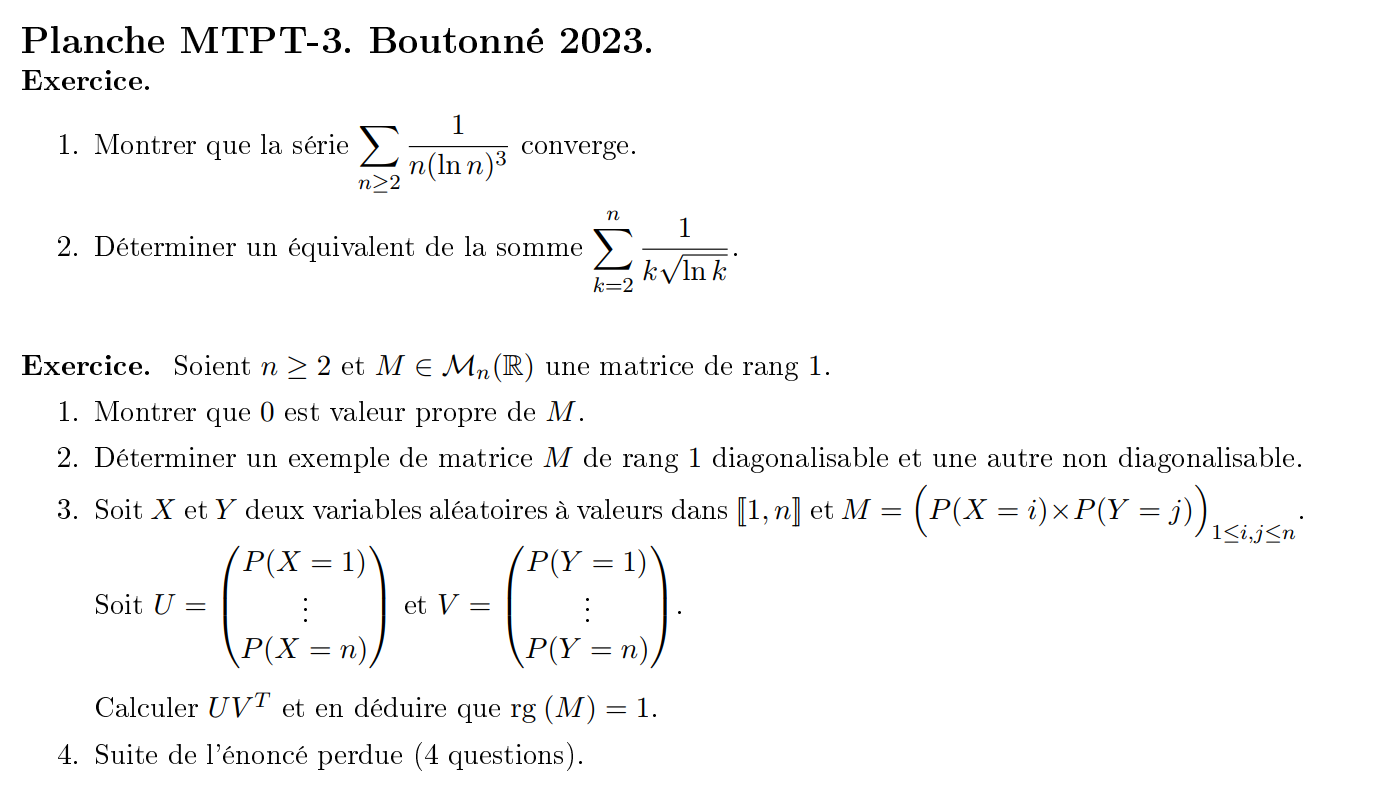 Planche MTPT-3. Boutonné 2023.
Exercice.
1. Montrer que la série $\sum_{n\geq 2} \frac{1}{n(\ln n)^3}$ converge.
2. Déterminer un équivalent de la somme $\sum_{k=2}^{n} \frac{1}{k\sqrt{\ln k}}$.
Exercice. Soient $n \geq 2$ et $M \in \mathcal{M}_n(\mathbb{R})$ une matrice de rang 1.
1. Montrer que 0 est valeur propre de $M$.
2. Déterminer un exemple de matrice $M$ de rang 1 diagonalisable et une autre non diagonalisable.
3. Soit $X$ et $Y$ deux variables aléatoires à valeurs dans $[\![1, n]\!]$ et $M = \Big(P(X = i) \times P(Y = j)\Big)_{1\leq i,j\leq n}$.
Soit $U = \begin{pmatrix} P(X = 1) \\ \vdots \\ P(X = n) \end{pmatrix}$ et $V = \begin{pmatrix} P(Y = 1) \\ \vdots \\ P(Y = n) \end{pmatrix}$.
Calculer $UV^T$ et en déduire que $\mathrm{rg}\,(M) = 1$.
4. Suite de l'énoncé perdue (4 questions).